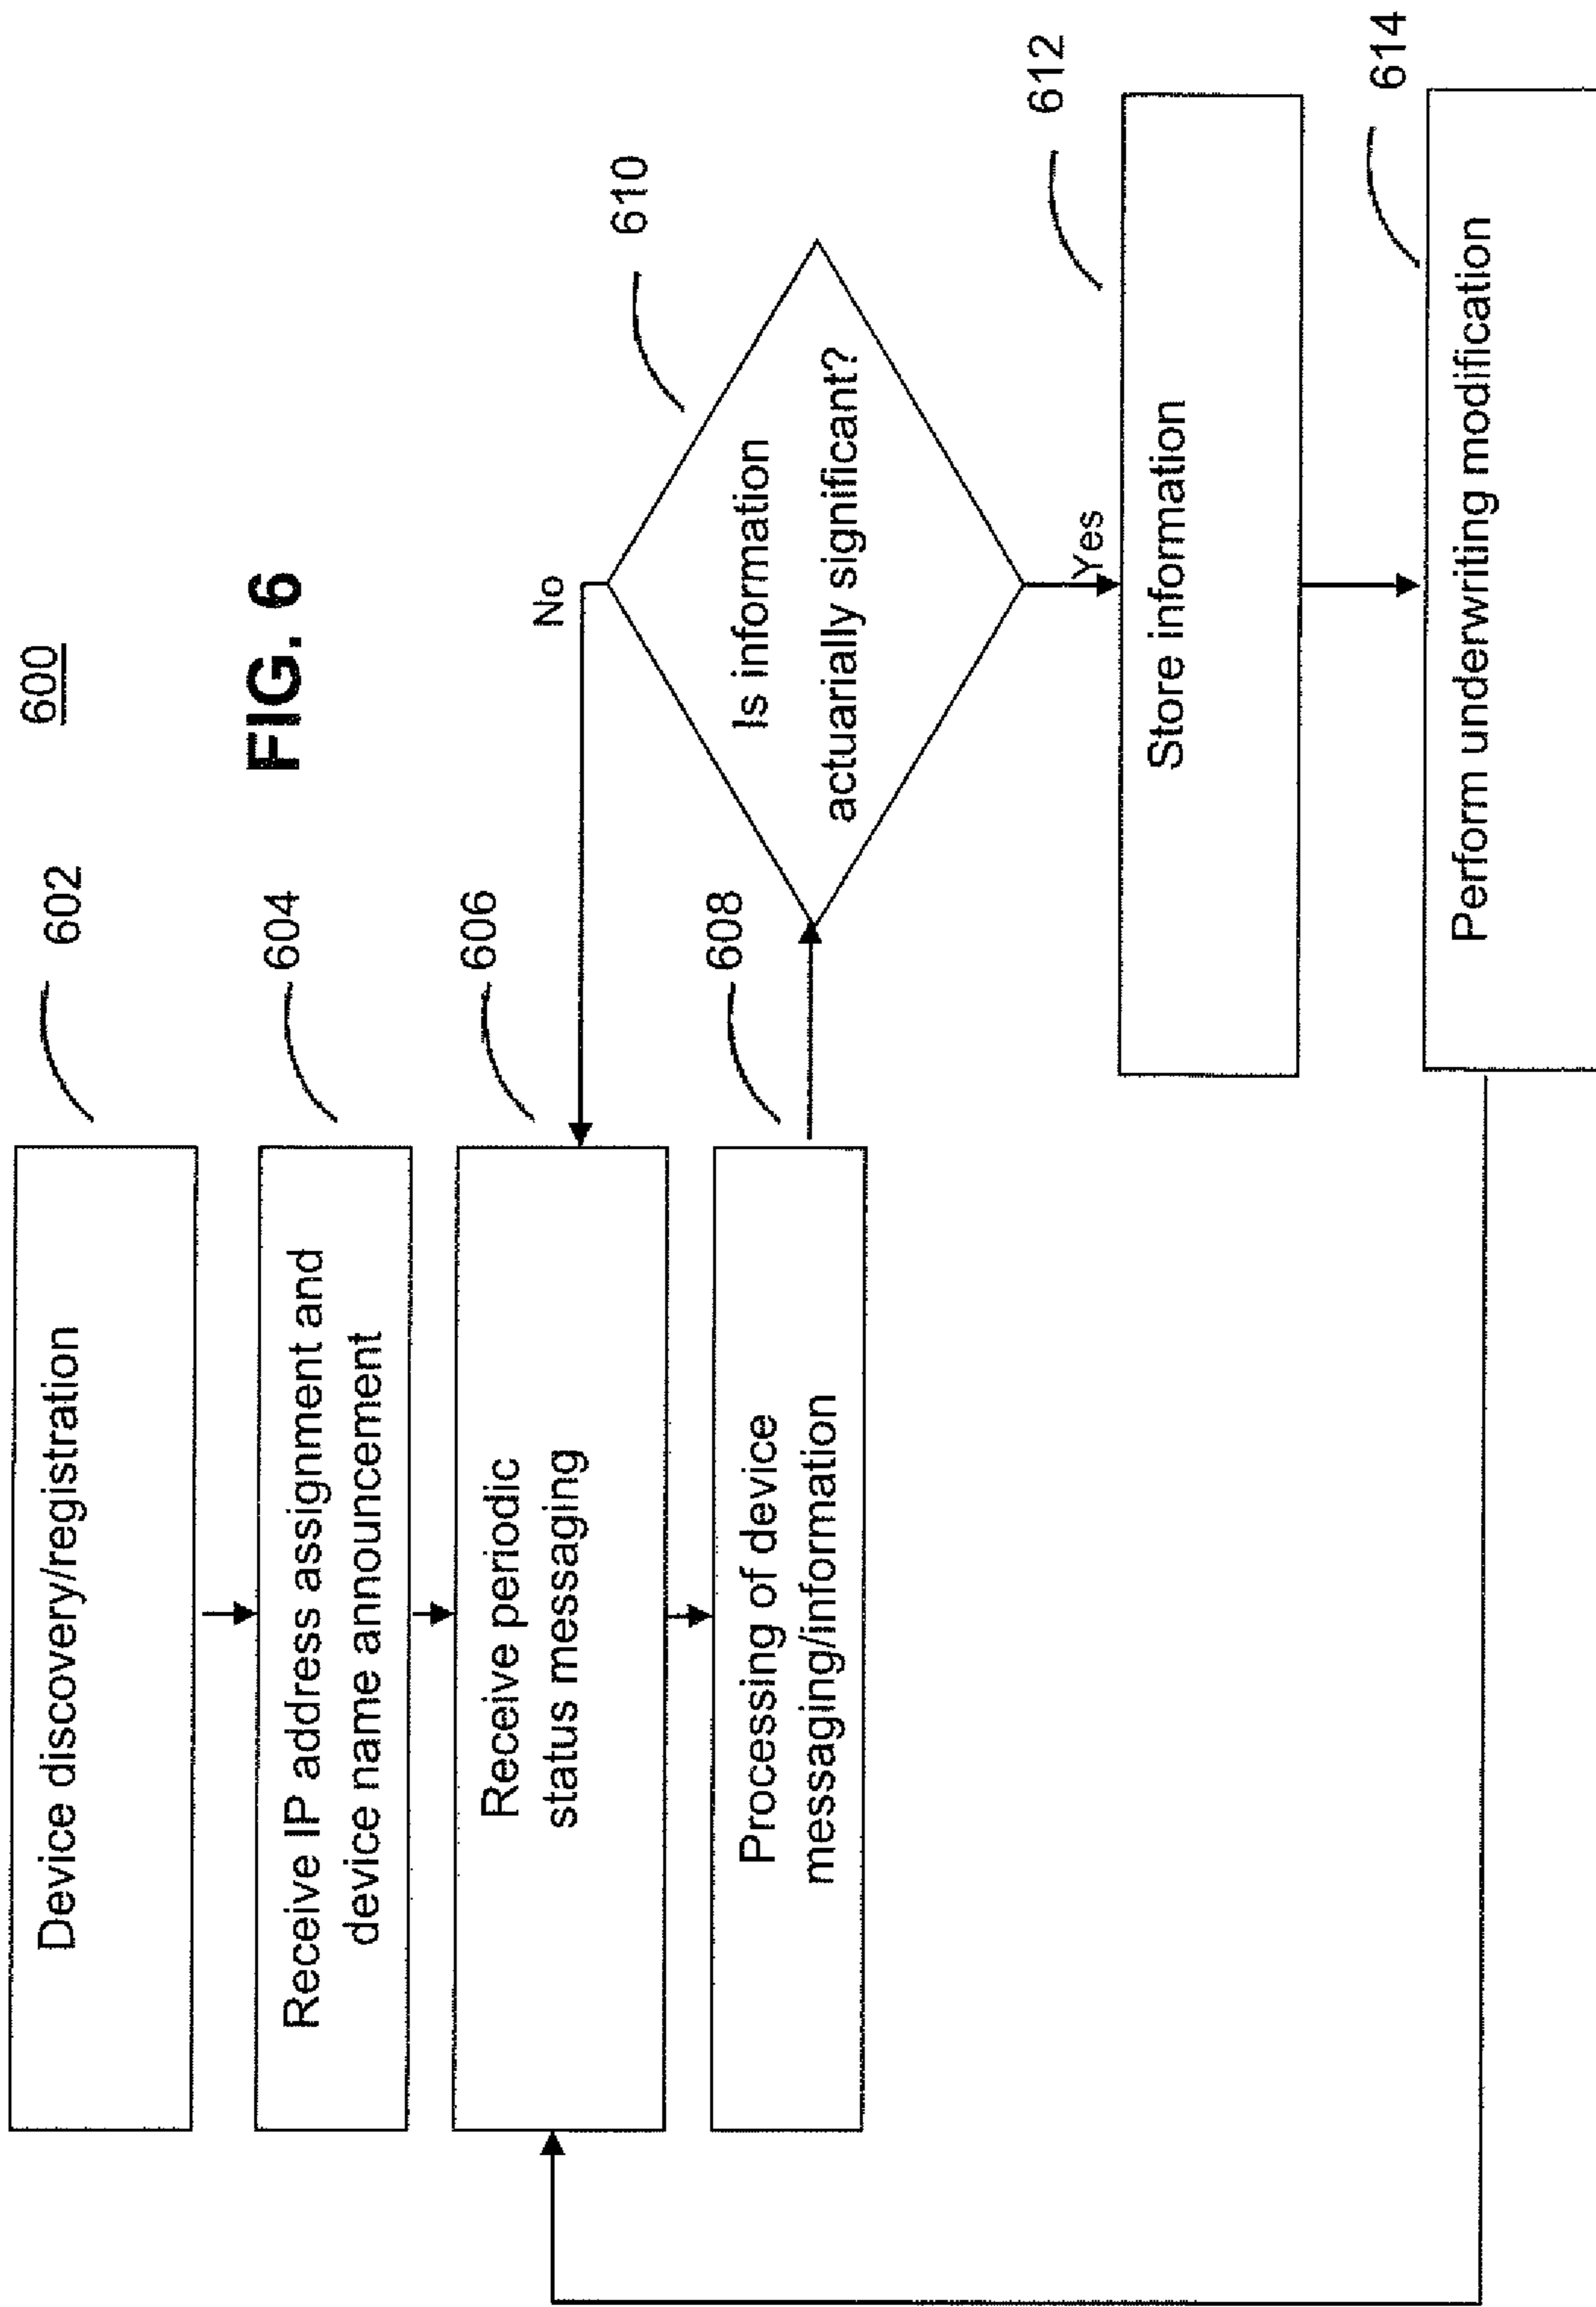 600
FIG. 6
602
Device discovery/registration
604
Receive IP address assignment and
device name announcement
606
Receive periodic
status messaging
608
Processing of device
messaging/information
610
Is information
actuarially significant?
No
Yes
612
Store information
614
Perform underwriting modification